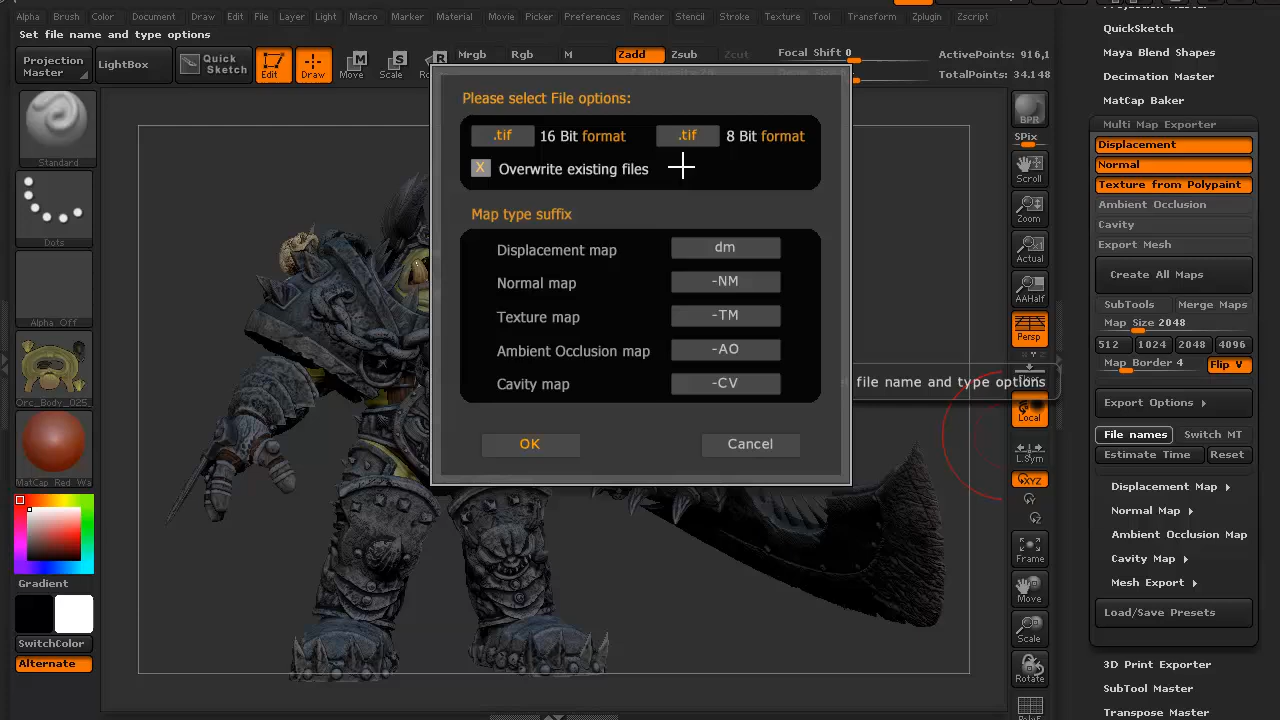 Alpha Brush Color Document Draw Edit File Layer Light Macro Marker Material Movie Picker Preferences Render Stencil Stroke Texture Tool Transform Zplugin Zscript
Set file name and type options
Projection
Master
LightBox
Quick
Sketch
Edit
Draw
Move
Scale
Mrgb Rgb M Zadd Zsub Zcut
Focal Shift 0
ActivePoints: 916,1
TotalPoints: 34.148
Standard
Dots
Alpha Off
Orc_Body_025_
MatCap Red Wa
Gradient
SwitchColor
Alternate
Please select File options:
.tif 16 Bit format .tif 8 Bit format
X Overwrite existing files
Map type suffix
Displacement map dm
Normal map -NM
Texture map -TM
Ambient Occlusion map -AO
Cavity map -CV
OK Cancel
file name and type options
BPR
SPix
Scroll
Zoom
Actual
AAHalf
Persp
Local
L.Sym
XYZ
Y
Z
Frame
Move
Scale
Rotate
QuickSketch
Maya Blend Shapes
Decimation Master
MatCap Baker
Multi Map Exporter
Displacement
Normal
Texture from Polypaint
Ambient Occlusion
Cavity
Export Mesh
Create All Maps
SubTools Merge Maps
Map Size 2048
512 1024 2048 4096
Map Border 4 Flip V
Export Options
File names Switch MT
Estimate Time Reset
Displacement Map
Normal Map
Ambient Occlusion Map
Cavity Map
Mesh Export
Load/Save Presets
3D Print Exporter
SubTool Master
Transpose Master